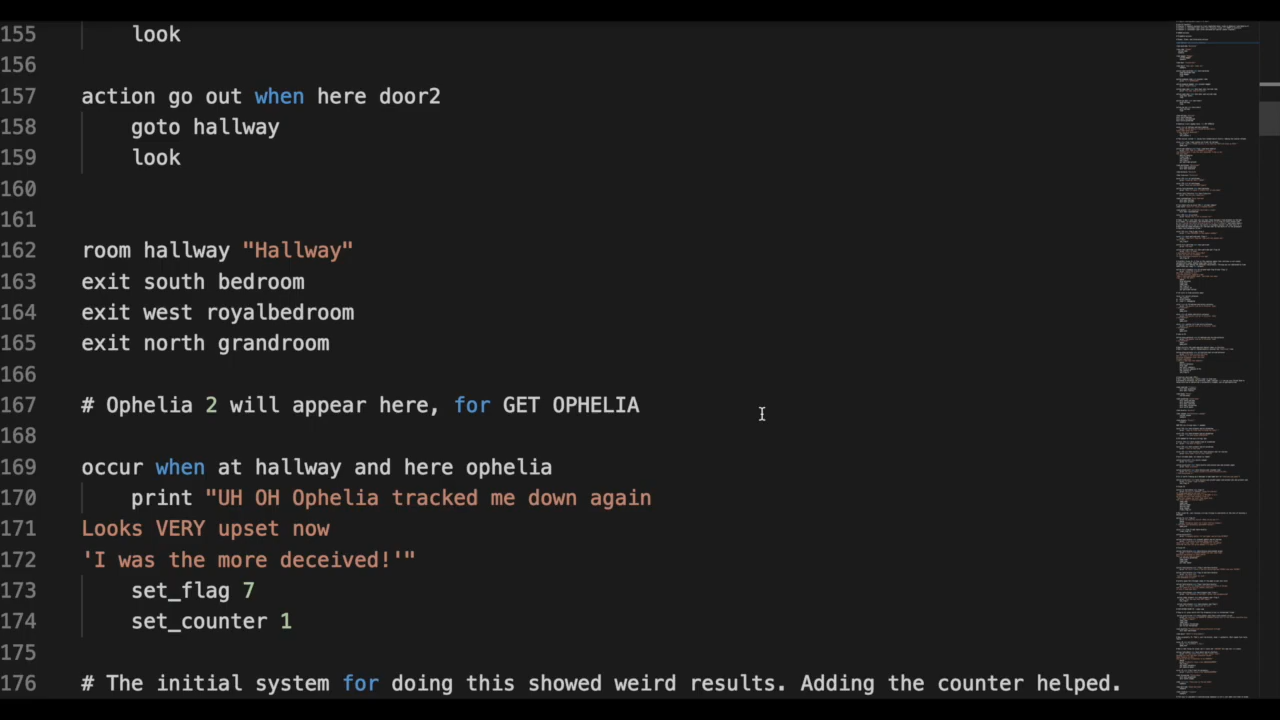 155 look
156
157 action go out when here door2
158 goto hallway
159 look
160
161
162 room hallway "Hallway"
163 exit south bedroom
164 exit west royalbedroom
165 exit north grandroom
166
167 # Ophelia 2 will appear here, for GET OPHELIA
168
169 occur when at hallway and here ophelia
170 print "UH OH Ophelia tracked me down again
171 Looks VERY upset now
172 'I was the more deceived!'"
173 set_flag 7
174 set_counter 1
175
176 # The initial system for doing this showed weird results. Adding the counter helped.